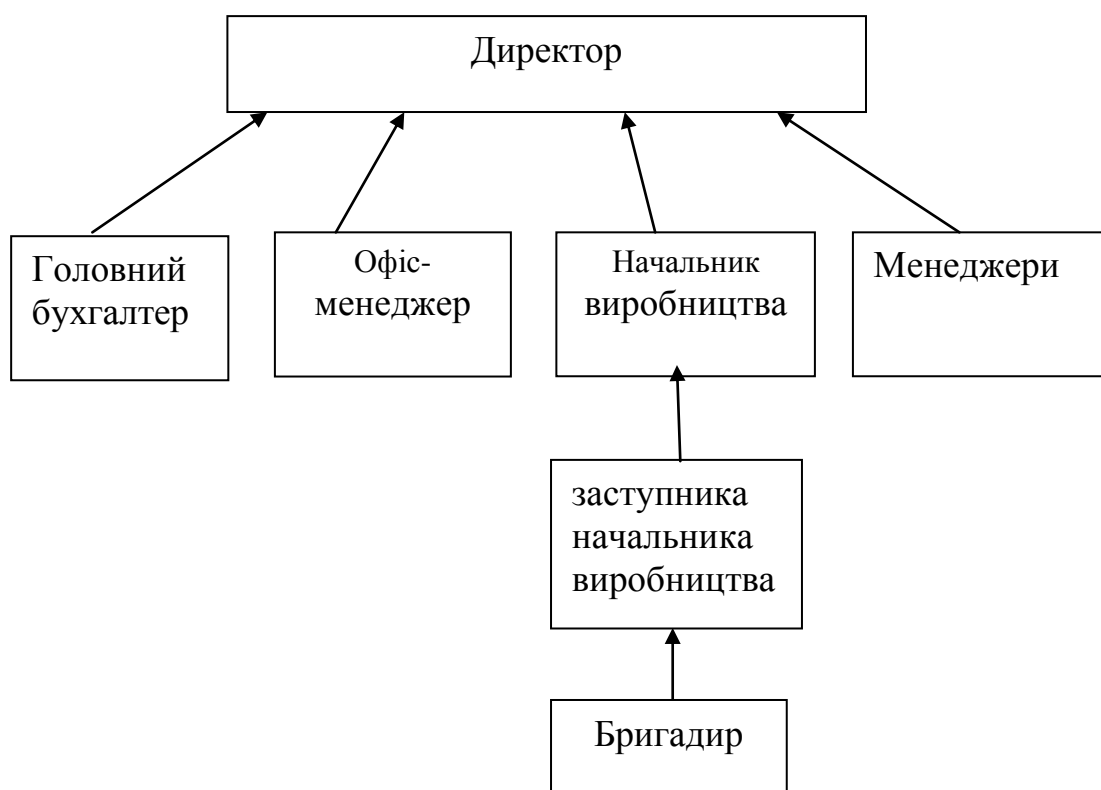 Директор
Головний
бухгалтер
Офіс-
менеджер
Начальник
виробництва
Менеджери
заступника
начальника
виробництва
Бригадир